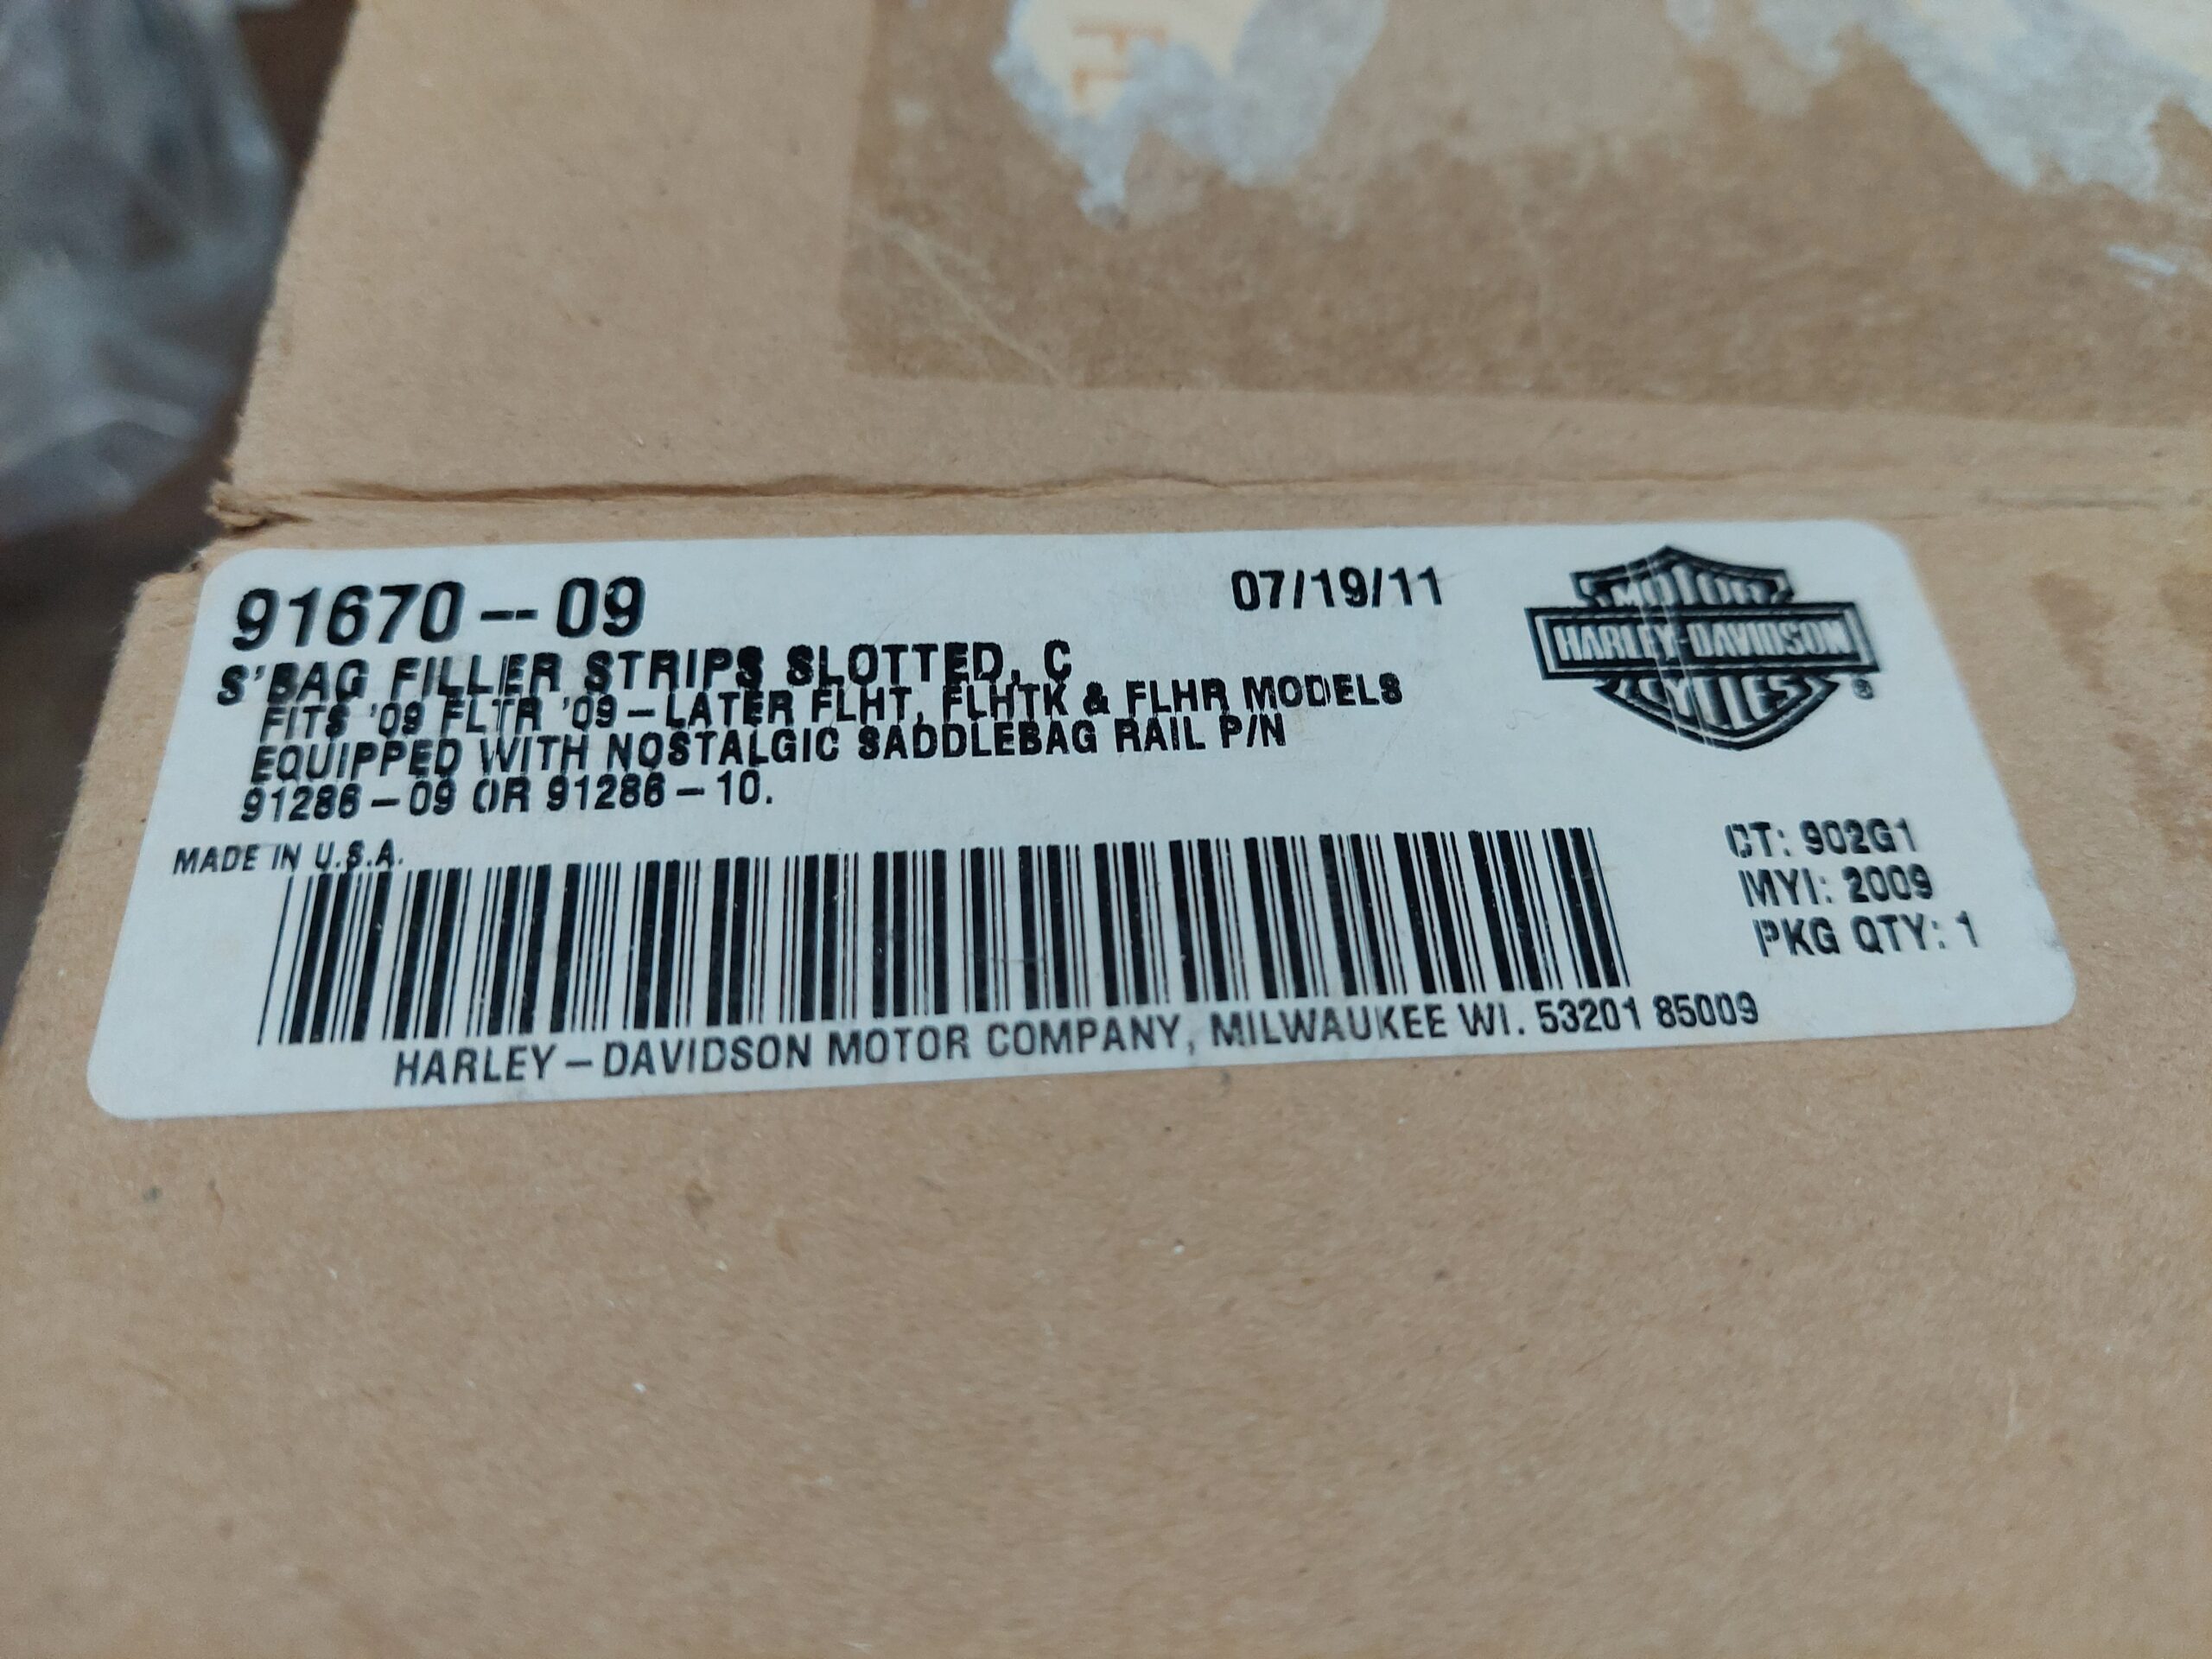 FL
91670--09
07/19/11
S'BAG FILLER STRIPS SLOTTED, C
FITS '09 FLTR '09-LATER FLHT, FLHTK & FLHR MODELS
EQUIPPED WITH NOSTALGIC SADDLEBAG RAIL P/N
91286-09 OR 91286-10.
MOTOR
HARLEY-DAVIDSON
CYCLES
®
MADE IN U.S.A.
CT: 902G1
MYI: 2009
PKG QTY: 1
HARLEY-DAVIDSON MOTOR COMPANY, MILWAUKEE WI. 53201 85009